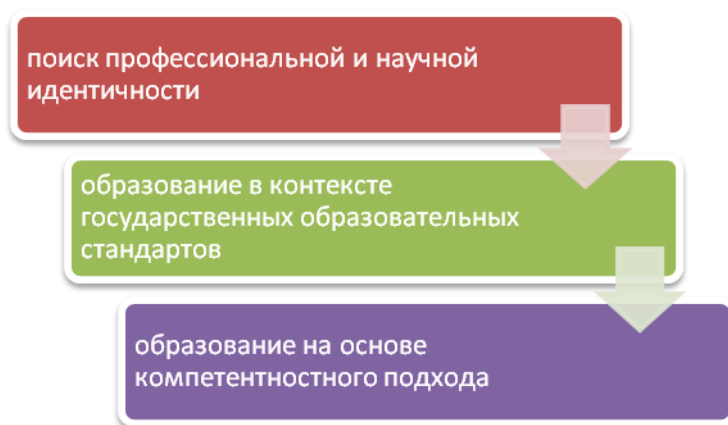 поиск профессиональной и научной
идентичности
образование в контексте
государственных образовательных
стандартов
образование на основе
компетентностного подхода